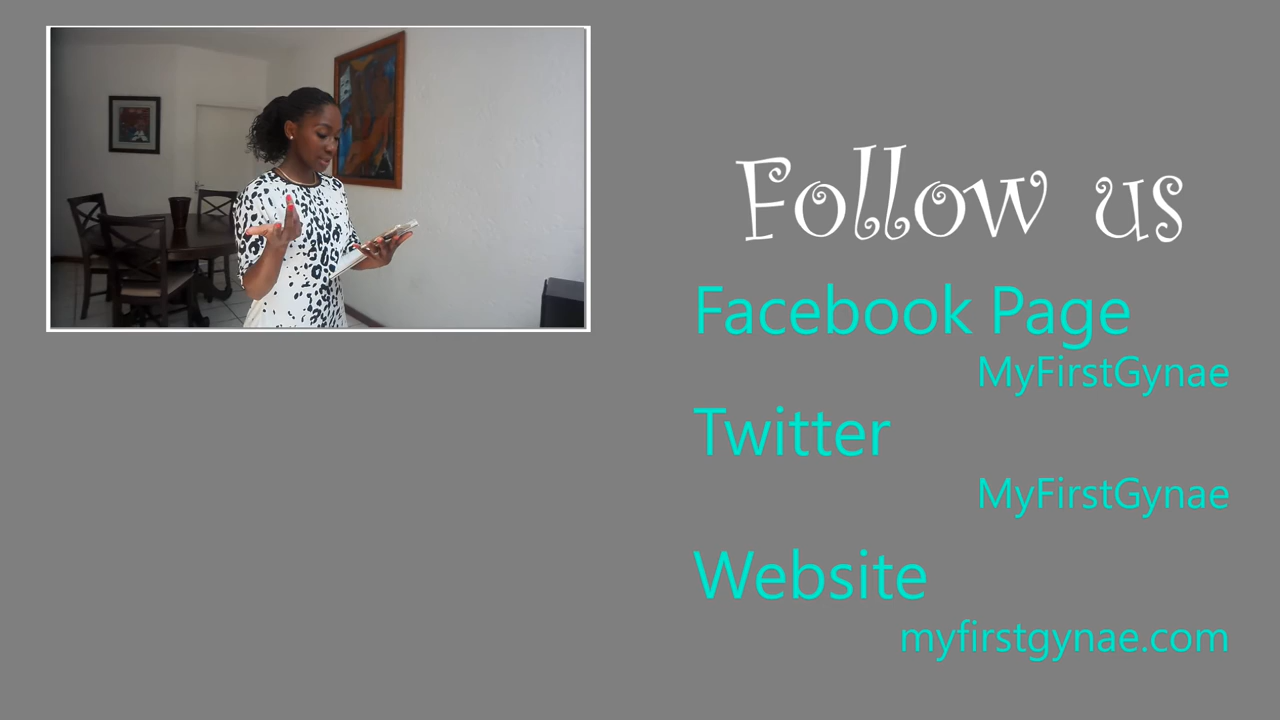 Follow us
Facebook Page
MyFirstGynae
Twitter
MyFirstGynae
Website
myfirstgynae.com